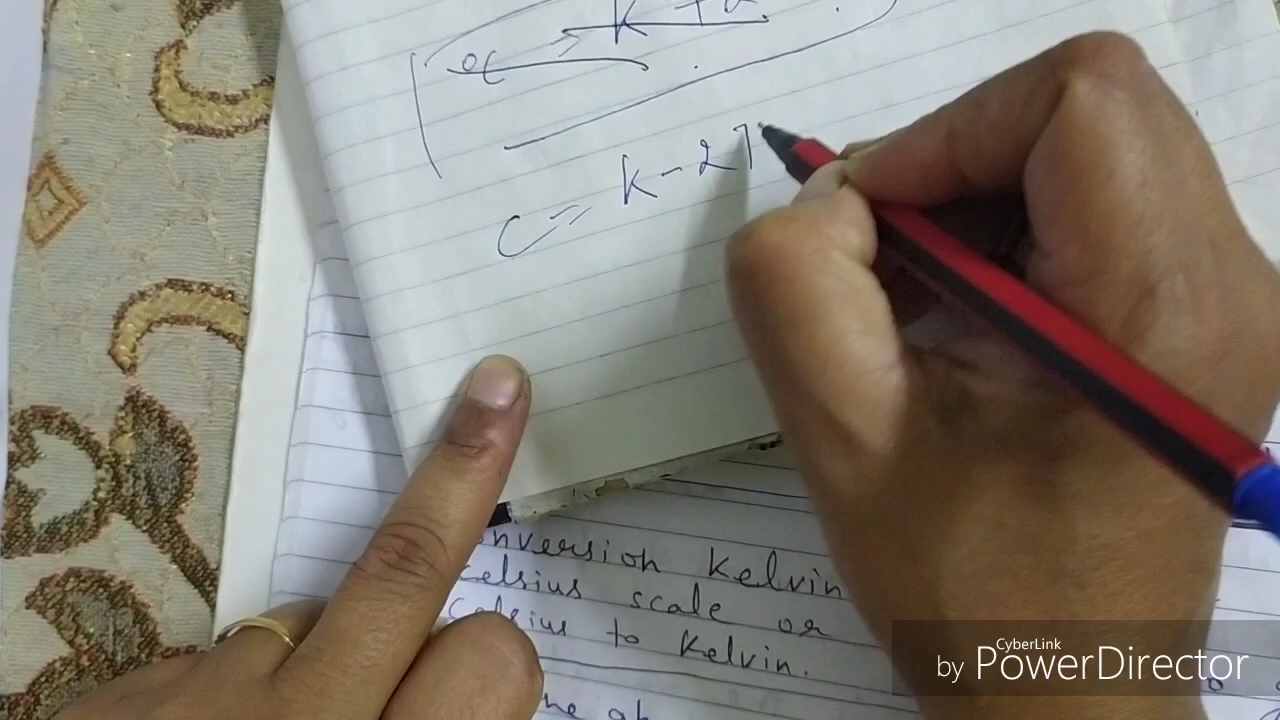 K + a
°C
C = K - 27
onversion Kelvin
Celsius scale or
Celsius to Kelvin.
CyberLink
by PowerDirector